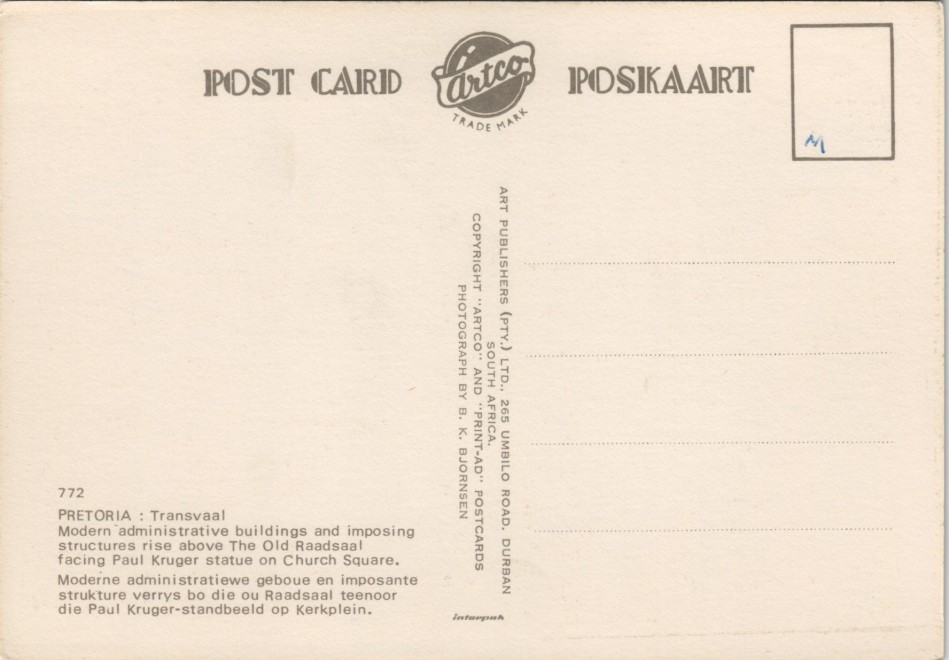 POST CARD
Artco
TRADE MARK
POSKAART
M
ART PUBLISHERS (PTY.) LTD., 265 UMBILO ROAD, DURBAN
SOUTH AFRICA.
COPYRIGHT "ARTCO" AND "PRINT-AD" POSTCARDS
PHOTOGRAPH BY B. K. BJORNSEN
772
PRETORIA : Transvaal
Modern administrative buildings and imposing
structures rise above The Old Raadsaal
facing Paul Kruger statue on Church Square.
Moderne administratiewe geboue en imposante
strukture verrys bo die ou Raadsaal teenoor
die Paul Kruger-standbeeld op Kerkplein.
interpak